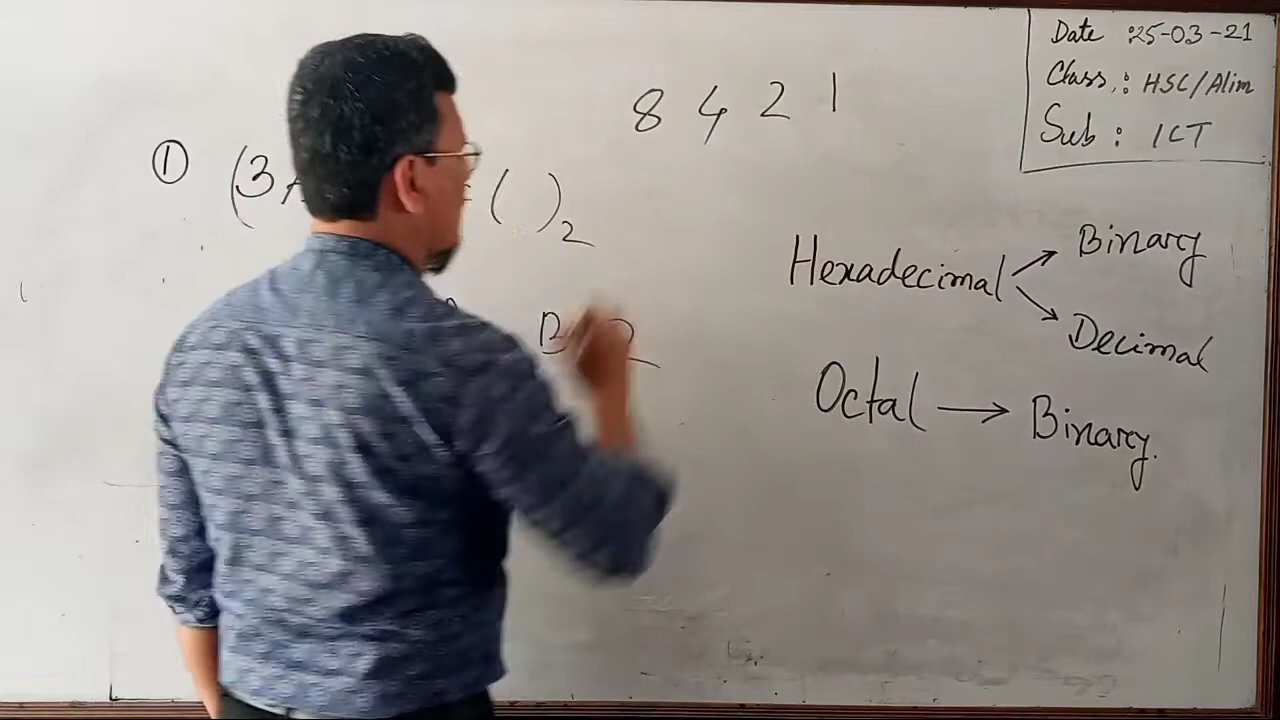 Date :25-03-21
Class,: HSC/Alim
Sub : ICT
8 4 2 1
① (3A = ( )₂
Hexadecimal → Binary
→ Decimal
Octal → Binary.